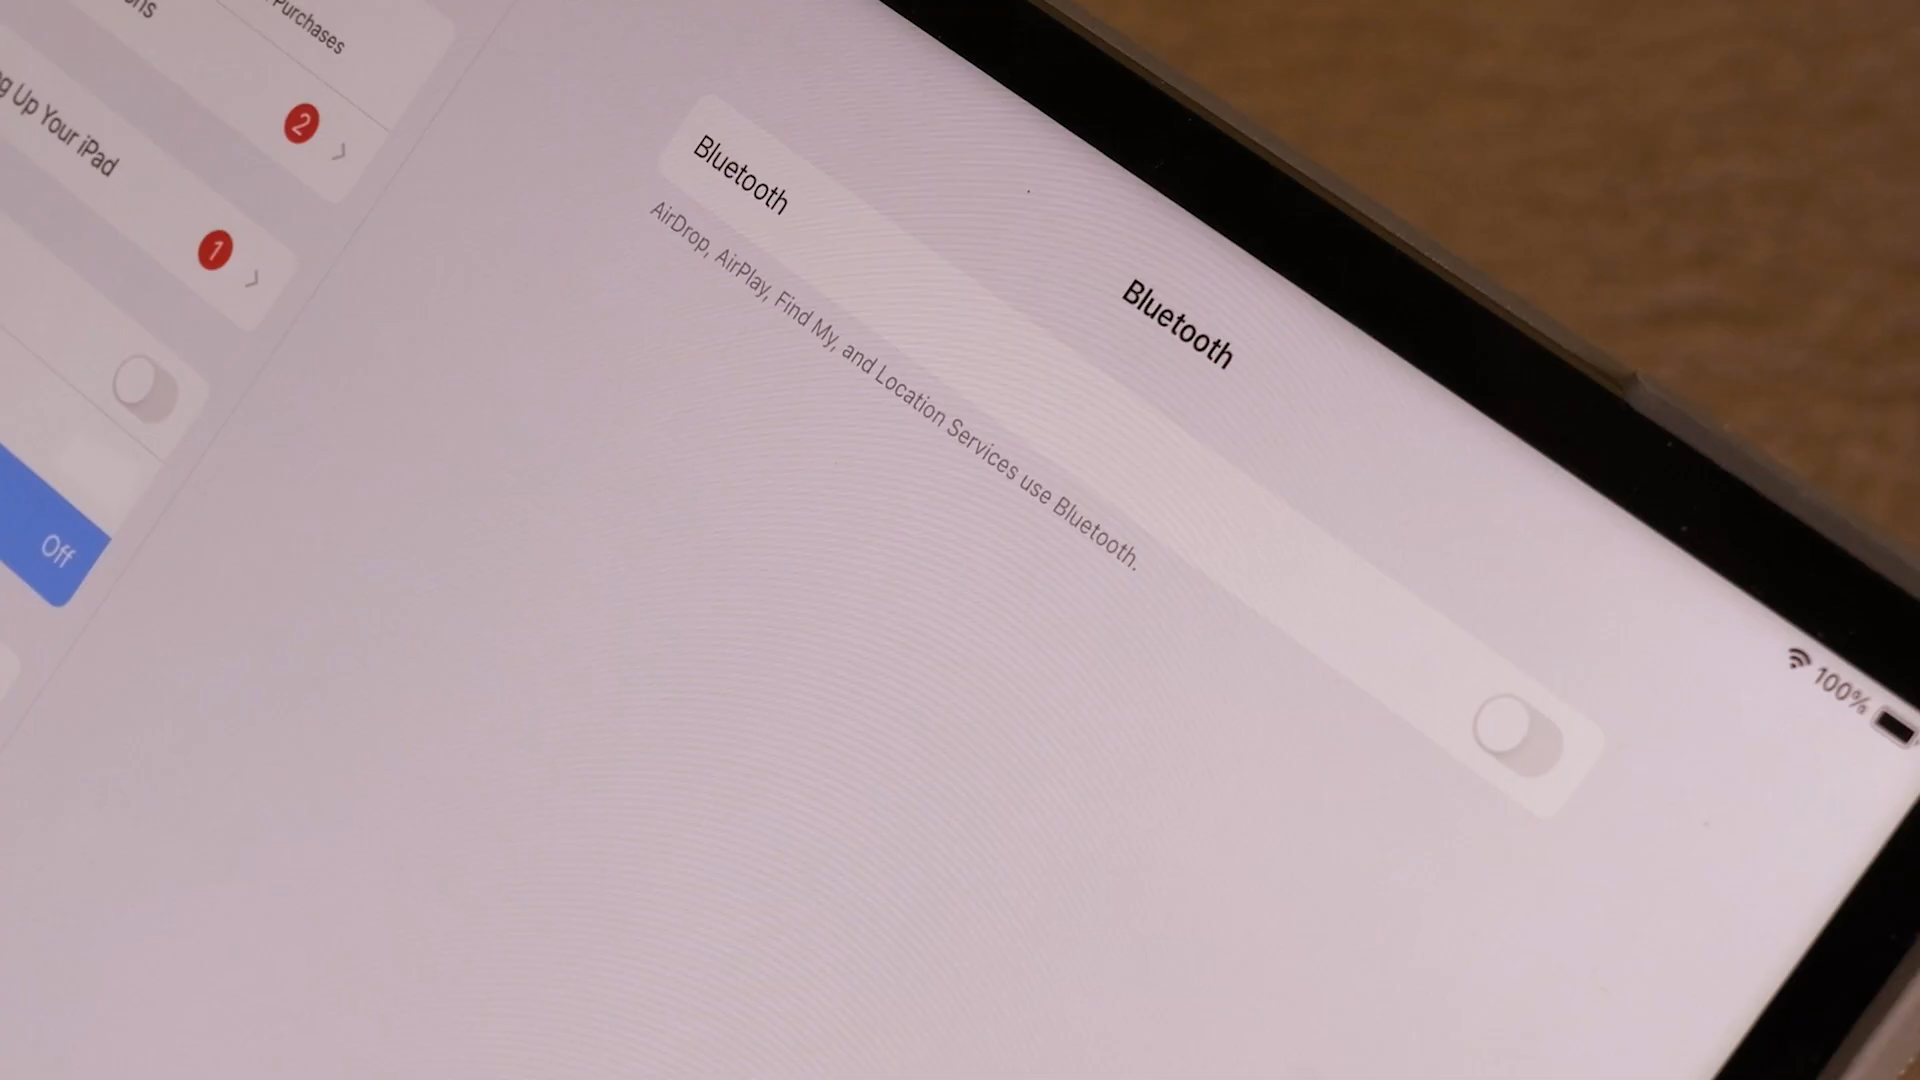 Purchases
2
Up Your iPad
1
Off
100%
Bluetooth
Bluetooth
AirDrop, AirPlay, Find My, and Location Services use Bluetooth.